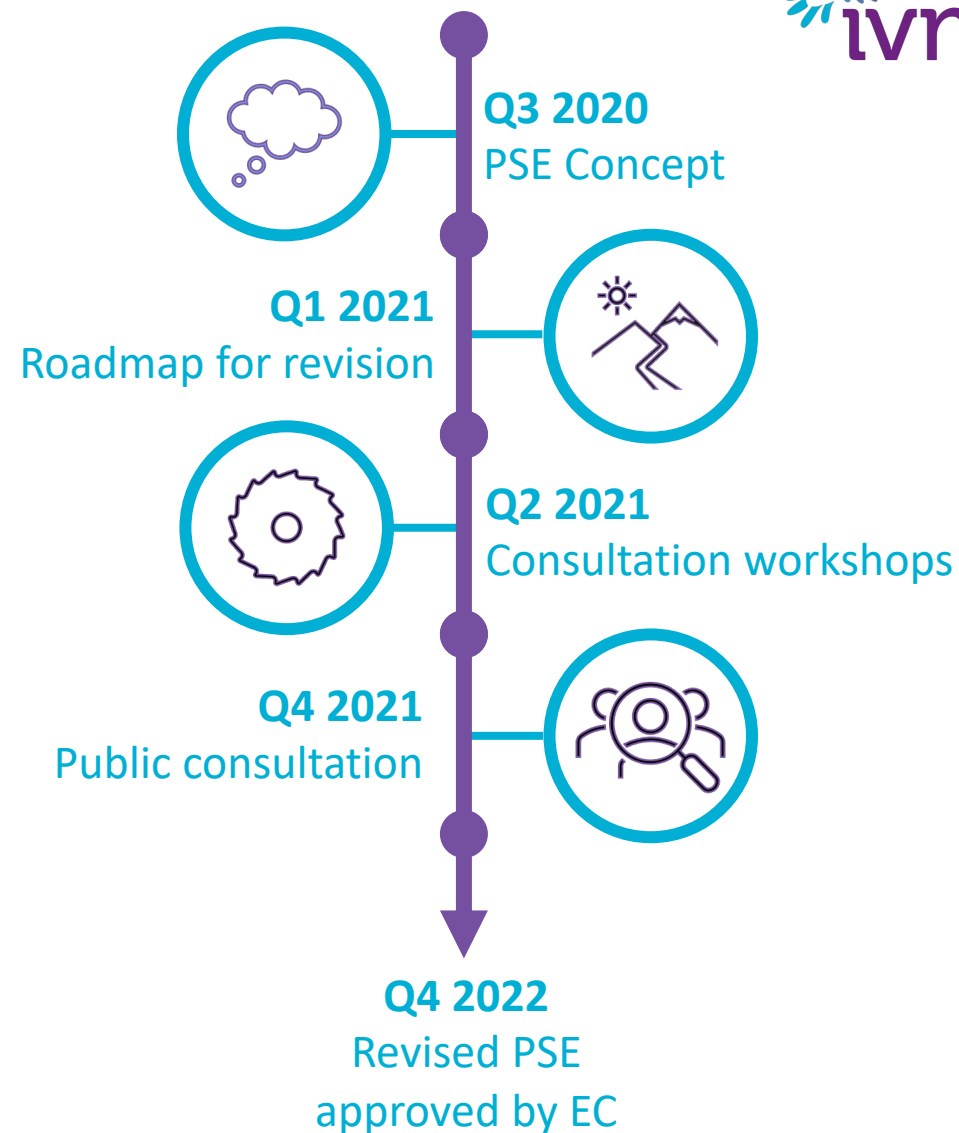 Q3 2020
PSE Concept
Q1 2021
Roadmap for revision
Q2 2021
Consultation workshops
Q4 2021
Public consultation
Q4 2022
Revised PSE
approved by EC